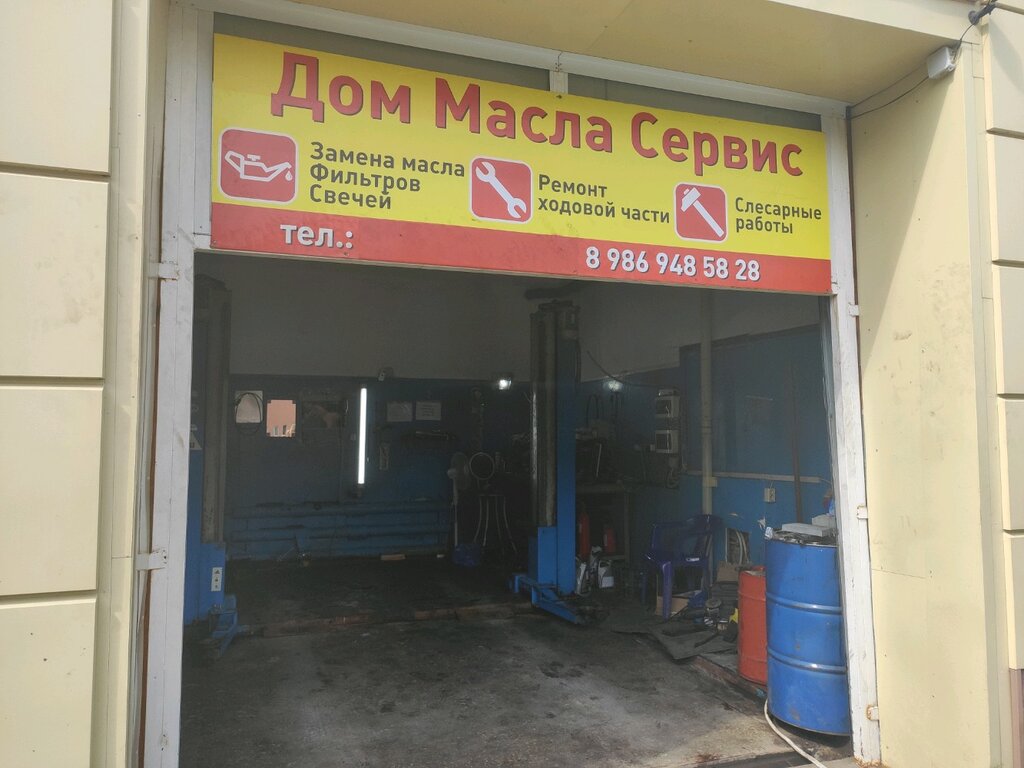 Дом Масла Сервис
Замена масла
Фильтров
Свечей
Ремонт
ходовой части
Слесарные
работы
тел.:
8 986 948 58 28